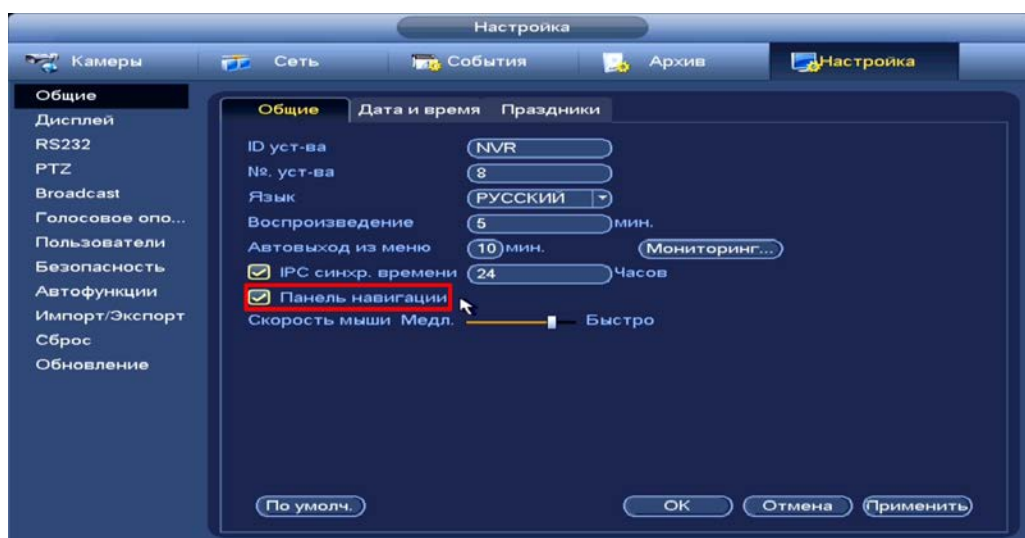 Настройка
Камеры Сеть События Архив Настройка
Общие
Дисплей
RS232
PTZ
Broadcast
Голосовое опо...
Пользователи
Безопасность
Автофункции
Импорт/Экспорт
Сброс
Обновление
Общие Дата и время Праздники
ID уст-ва NVR
№. уст-ва 8
Язык РУССКИЙ
Воспроизведение 5 мин.
Автовыход из меню 10 мин. Мониторинг...
IPC синхр. времени 24 Часов
Панель навигации
Скорость мыши Медл. Быстро
По умолч. OK Отмена Применить